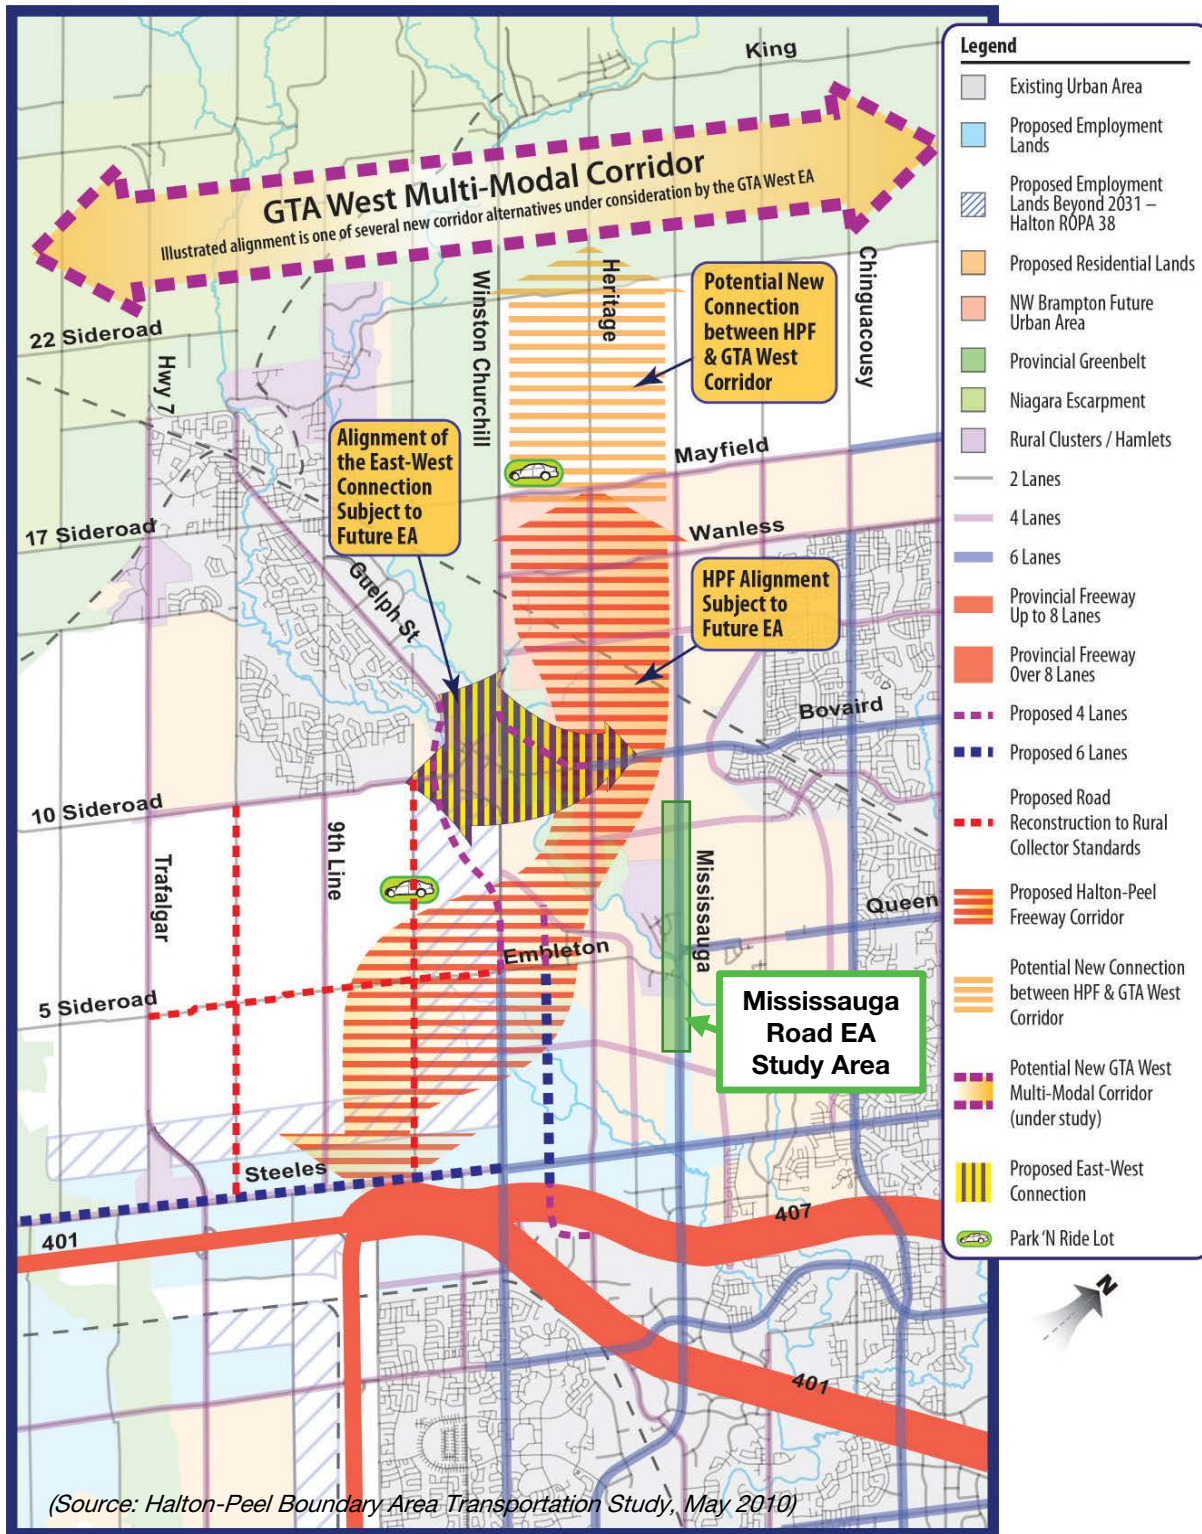 King
GTA West Multi-Modal Corridor
Illustrated alignment is one of several new corridor alternatives under consideration by the GTA West EA
22 Sideroad
Hwy 7
Winston Churchill
Heritage
Potential New
Connection
between HPF
& GTA West
Corridor
Chinguacousy
Alignment of
the East-West
Connection
Subject to
Future EA
Mayfield
17 Sideroad
Wanless
Guelph St
HPF Alignment
Subject to
Future EA
Bovaird
10 Sideroad
9th Line
Trafalgar
Mississauga
Queen
Embleton
5 Sideroad
Mississauga
Road EA
Study Area
Steeles
401
407
401
(Source: Halton-Peel Boundary Area Transportation Study, May 2010)
Legend
Existing Urban Area
Proposed Employment
Lands
Proposed Employment
Lands Beyond 2031 –
Halton ROPA 38
Proposed Residential Lands
NW Brampton Future
Urban Area
Provincial Greenbelt
Niagara Escarpment
Rural Clusters / Hamlets
2 Lanes
4 Lanes
6 Lanes
Provincial Freeway
Up to 8 Lanes
Provincial Freeway
Over 8 Lanes
Proposed 4 Lanes
Proposed 6 Lanes
Proposed Road
Reconstruction to Rural
Collector Standards
Proposed Halton-Peel
Freeway Corridor
Potential New Connection
between HPF & GTA West
Corridor
Potential New GTA West
Multi-Modal Corridor
(under study)
Proposed East-West
Connection
Park 'N Ride Lot
N